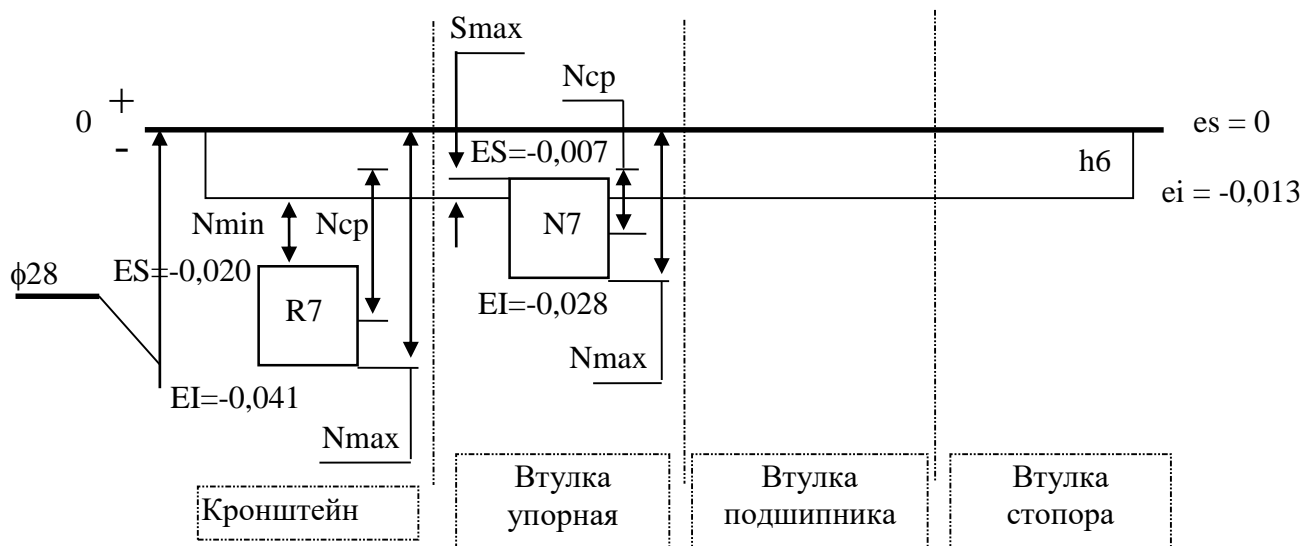 Smax
Ncp
+
0
-
es = 0
ES=-0,007
h6
ei = -0,013
Nmin
Ncp
N7
ϕ28
ES=-0,020
R7
EI=-0,028
Nmax
EI=-0,041
Nmax
Кронштейн
Втулка
упорная
Втулка
подшипника
Втулка
стопора